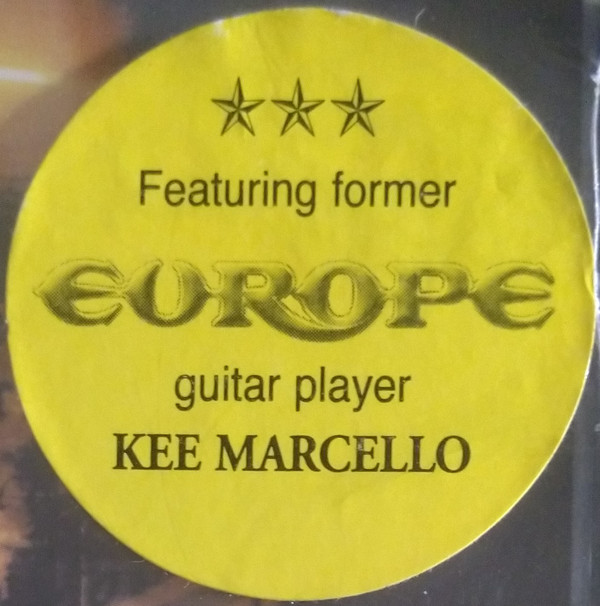 Featuring former
EUROPE
guitar player
KEE MARCELLO